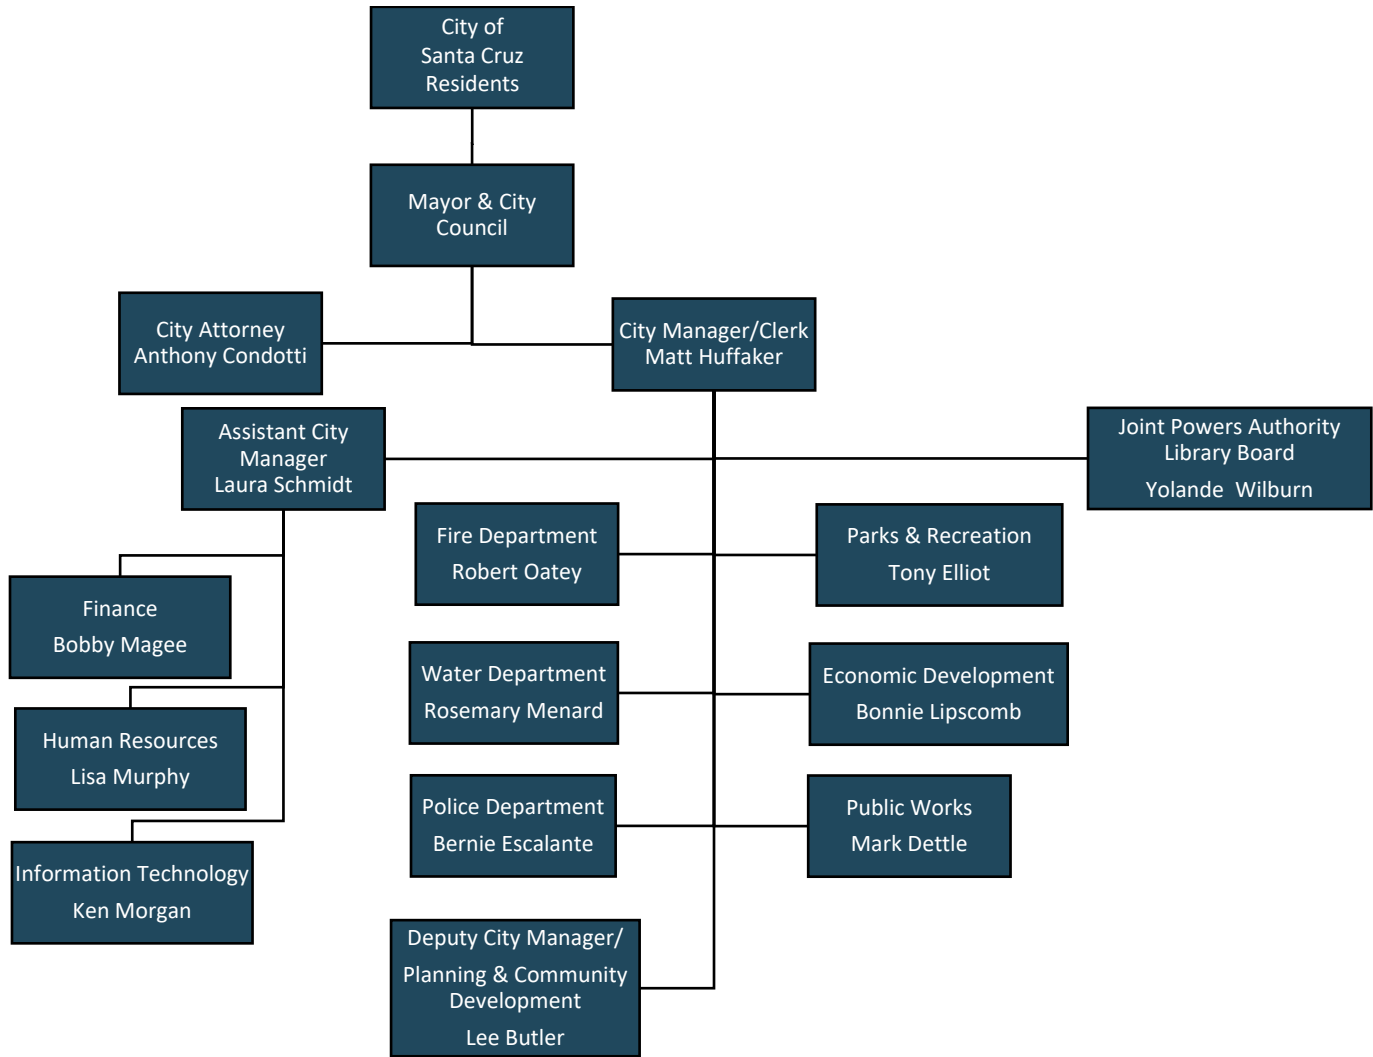 City of
Santa Cruz
Residents
Mayor & City
Council
City Attorney
Anthony Condotti
City Manager/Clerk
Matt Huffaker
Assistant City
Manager
Laura Schmidt
Joint Powers Authority
Library Board
Yolande  Wilburn
Fire Department
Robert Oatey
Parks & Recreation
Tony Elliot
Finance
Bobby Magee
Water Department
Rosemary Menard
Economic Development
Bonnie Lipscomb
Human Resources
Lisa Murphy
Police Department
Bernie Escalante
Public Works
Mark Dettle
Information Technology
Ken Morgan
Deputy City Manager/
Planning & Community
Development
Lee Butler